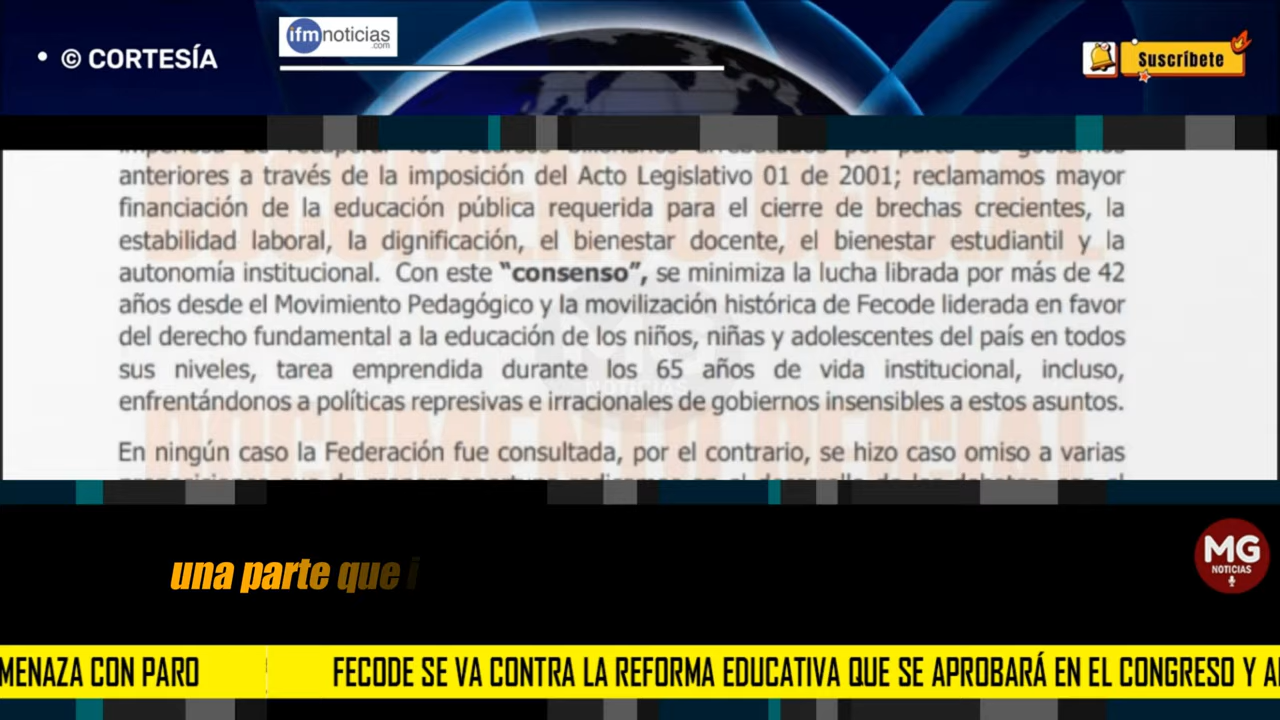 • © CORTESÍA
ifmnoticias
.com
Suscríbete
anteriores a través de la imposición del Acto Legislativo 01 de 2001; reclamamos mayor
financiación de la educación pública requerida para el cierre de brechas crecientes, la
estabilidad laboral, la dignificación, el bienestar docente, el bienestar estudiantil y la
autonomía institucional. Con este “consenso”, se minimiza la lucha librada por más de 42
años desde el Movimiento Pedagógico y la movilización histórica de Fecode liderada en favor
del derecho fundamental a la educación de los niños, niñas y adolescentes del país en todos
sus niveles, tarea emprendida durante los 65 años de vida institucional, incluso,
enfrentándonos a políticas represivas e irracionales de gobiernos insensibles a estos asuntos.
En ningún caso la Federación fue consultada, por el contrario, se hizo caso omiso a varias
una parte que i
MG
NOTICIAS
MENAZA CON PARO FECODE SE VA CONTRA LA REFORMA EDUCATIVA QUE SE APROBARÁ EN EL CONGRESO Y A